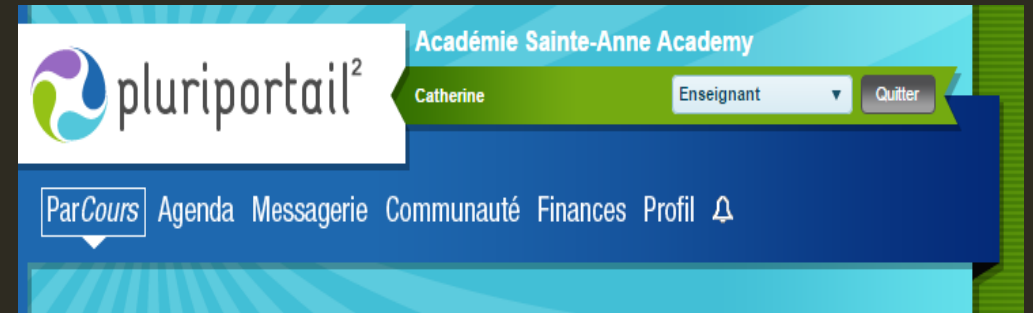 Académie Sainte-Anne Academy
pluriportail²
Catherine Enseignant Quitter
ParCours Agenda Messagerie Communauté Finances Profil